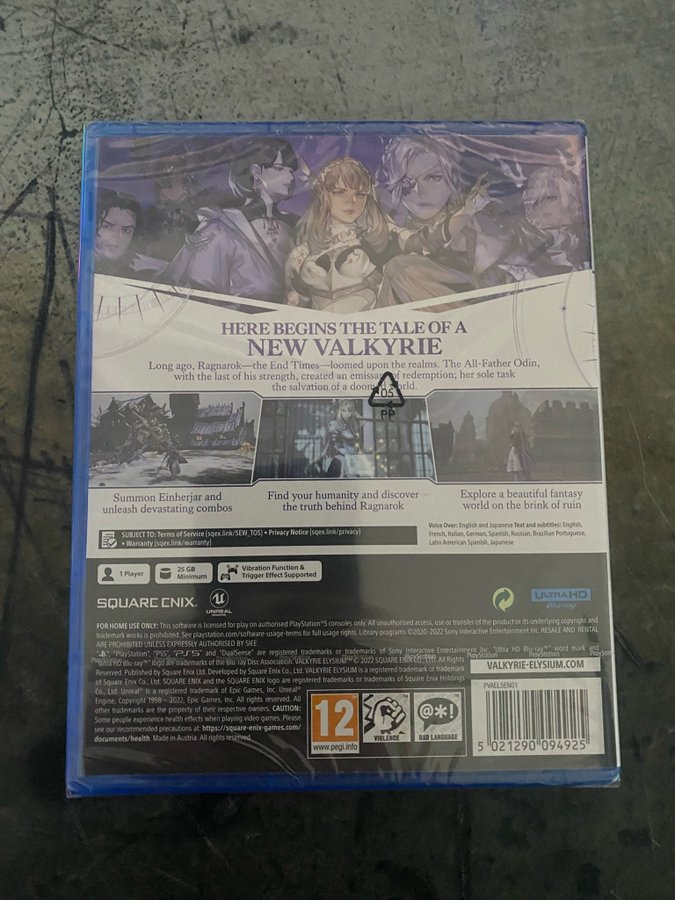 HERE BEGINS THE TALE OF A
NEW VALKYRIE
Long ago, Ragnarok—the End Times—loomed upon the realms. The All-Father Odin,
with the last of his strength, created an emissary of redemption; her sole task
the salvation of a doomed world.
05
PP
Summon Einherjar and
unleash devastating combos
Find your humanity and discover
the truth behind Ragnarok
Explore a beautiful fantasy
world on the brink of ruin
SUBJECT TO: Terms of Service (sqex.link/SEW_TOS) • Privacy Notice (sqex.link/privacy)
• Warranty (sqex.link/warranty)
Voice Over: English and Japanese Text and subtitles: English,
French, Italian, German, Spanish, Russian, Brazilian Portuguese,
Latin American Spanish, Japanese
1 Player
25 GB
Minimum
Vibration Function &
Trigger Effect Supported
SQUARE ENIX.
UNREAL
ULTRA HD
Blu-ray
FOR HOME USE ONLY: This software is licensed for play on authorised PlayStation®5 consoles only. All unauthorised access, use or transfer of the product or its underlying copyright and
trademark works is prohibited. See playstation.com/software-usage-terms for full usage rights. Library programs ©2020-2022 Sony Interactive Entertainment Inc. RESALE AND RENTAL
ARE PROHIBITED UNLESS EXPRESSLY AUTHORISED BY SIEE.
"PlayStation", "PS5", "PS5" and "DualSense" are registered trademarks or trademarks of Sony Interactive Entertainment Inc. "Ultra HD Blu-ray™" word mark and
"Ultra HD Blu-ray™" logo are trademarks of the Blu-ray Disc Association. VALKYRIE ELYSIUM™ © 2022 SQUARE ENIX CO., LTD. All Rights
Reserved. Published by Square Enix Ltd. Developed by Square Enix Co., Ltd. VALKYRIE ELYSIUM is a registered trademark or trademark
of Square Enix Co., Ltd. SQUARE ENIX and the SQUARE ENIX logo are registered trademarks or trademarks of Square Enix Holdings
Co., Ltd. Unreal® is a registered trademark of Epic Games, Inc. Unreal®
Engine, Copyright 1998 – 2022, Epic Games, Inc. All rights reserved. All
other trademarks are the property of their respective owners. CAUTION:
Some people experience health effects when playing video games. Please
see our recommended precautions at: https://square-enix-games.com/
documents/health. Made in Austria. All rights reserved.
VALKYRIE-ELYSIUM.COM
PVAEL5EN01
12
www.pegi.info
VIOLENCE
@*!
BAD LANGUAGE
5 021290 094925